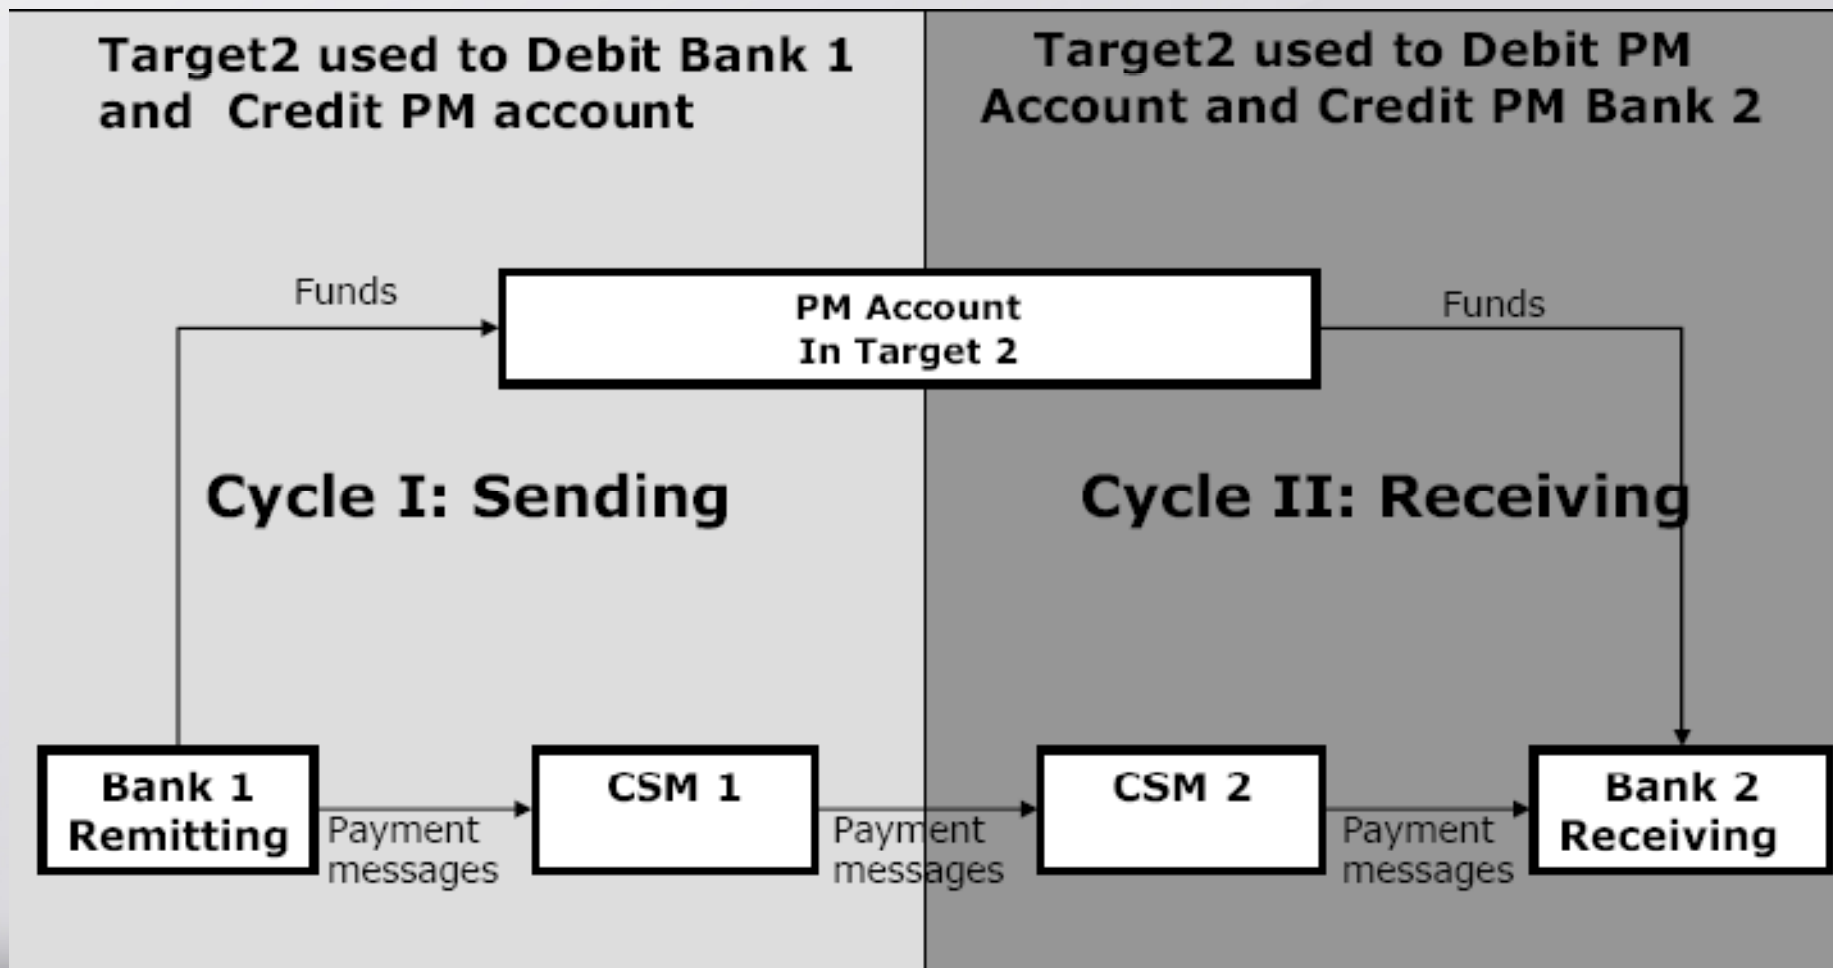 Target2 used to Debit Bank 1
and Credit PM account
Target2 used to Debit PM
Account and Credit PM Bank 2
Funds
PM Account
In Target 2
Funds
Cycle I: Sending
Cycle II: Receiving
Bank 1
Remitting
Payment
messages
CSM 1
Payment
messages
CSM 2
Payment
messages
Bank 2
Receiving